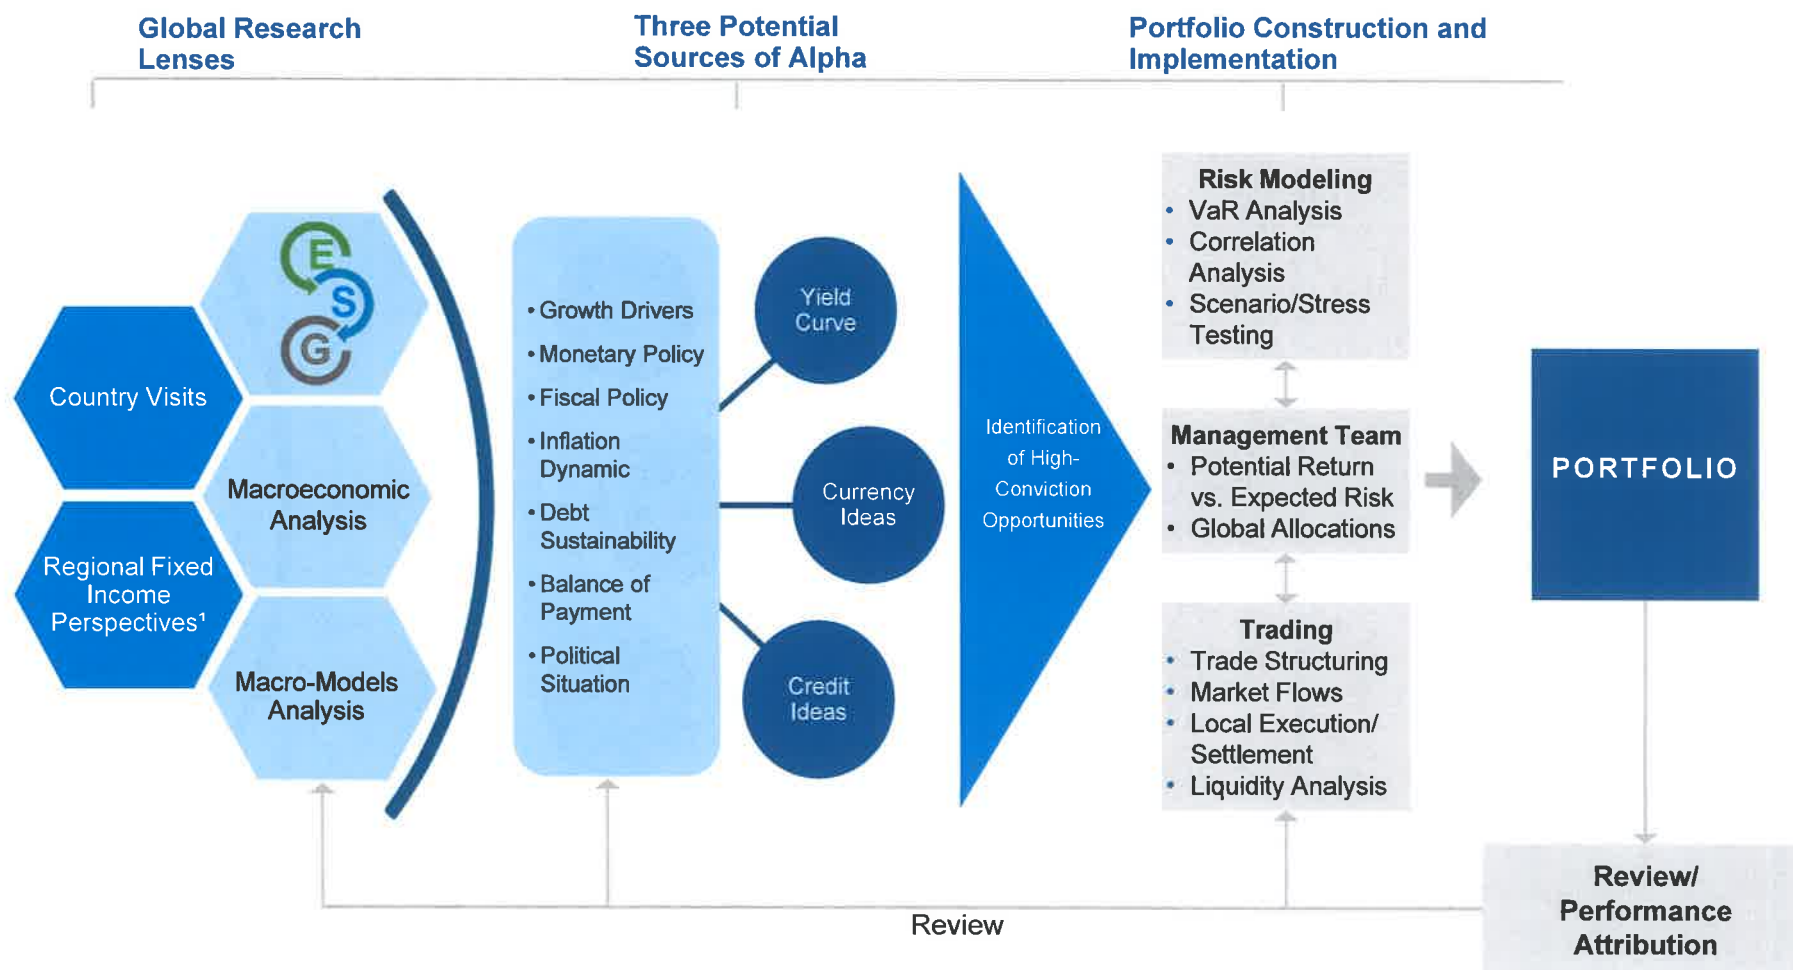 Global Research
Lenses
Three Potential
Sources of Alpha
Portfolio Construction and
Implementation
E
S
G
Country Visits
Macroeconomic
Analysis
Regional Fixed
Income
Perspectives¹
Macro-Models
Analysis
• Growth Drivers
• Monetary Policy
• Fiscal Policy
• Inflation
Dynamic
• Debt
Sustainability
• Balance of
Payment
• Political
Situation
Yield
Curve
Currency
Ideas
Credit
Ideas
Identification
of High-
Conviction
Opportunities
Risk Modeling
• VaR Analysis
• Correlation
Analysis
• Scenario/Stress
Testing
Management Team
• Potential Return
vs. Expected Risk
• Global Allocations
Trading
• Trade Structuring
• Market Flows
• Local Execution/
Settlement
• Liquidity Analysis
PORTFOLIO
Review/
Performance
Attribution
Review